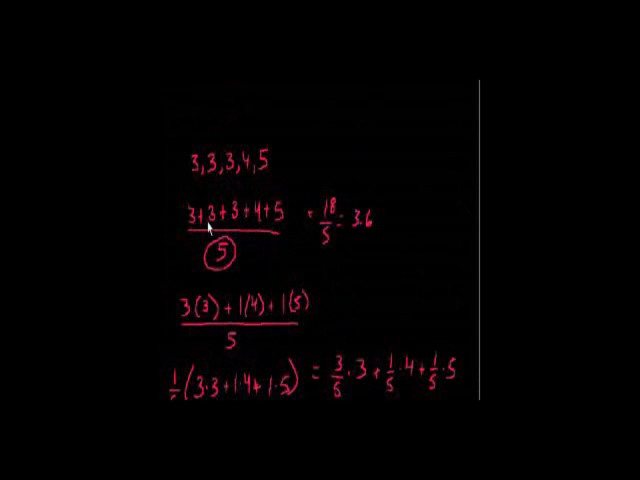 3,3,3,4,5
3+3+3+4+5 / 5 = 18/5 = 3.6
3(3) + 1(4) + 1(5) / 5
1/5 (3·3+1·4+1·5) = 3/5·3+1/5·4+1/5·5